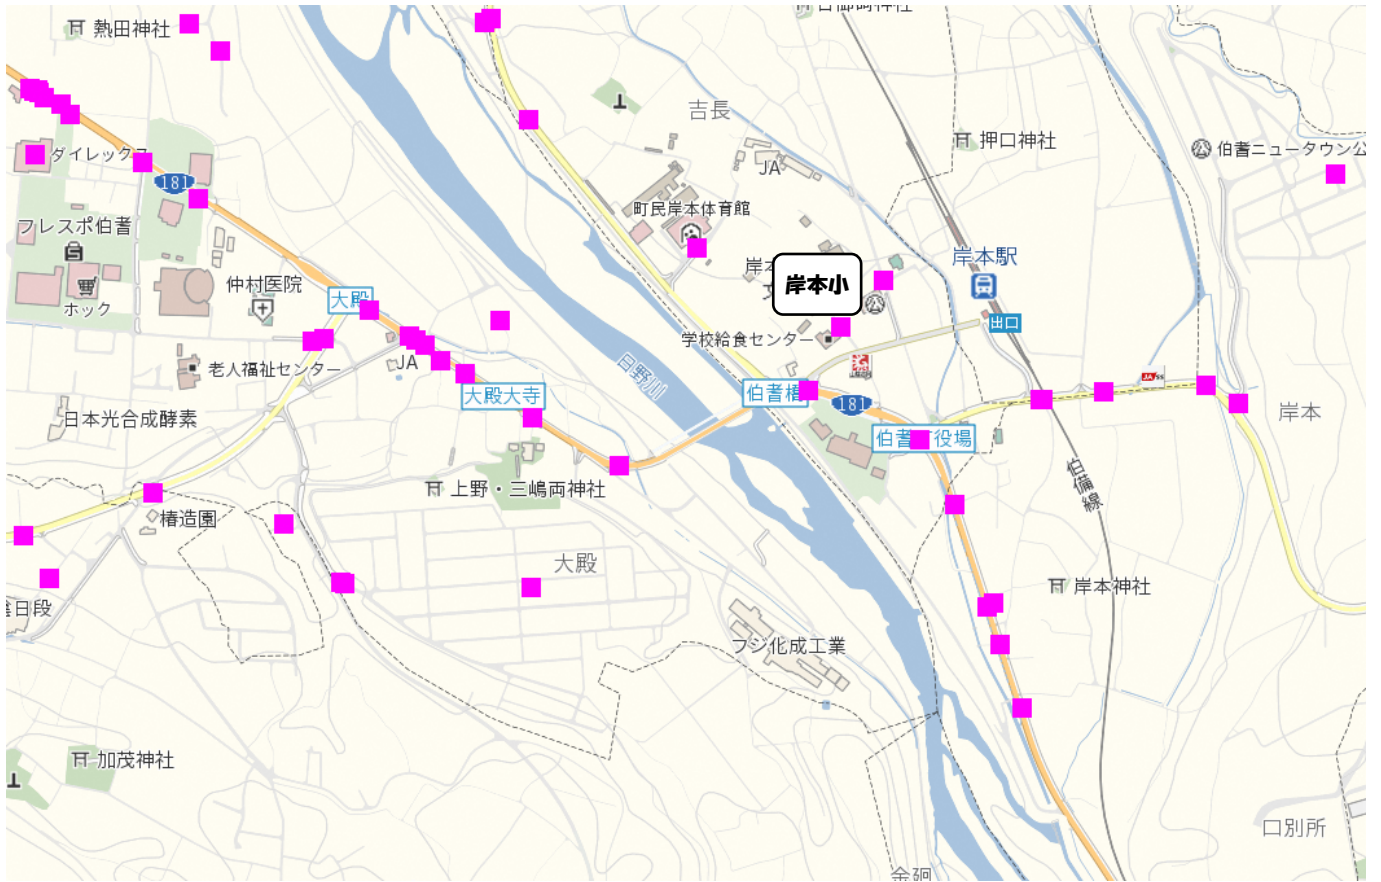 熱田神社
吉長
押口神社
伯耆ニュータウン公
ダイレックス
JA
181
町民岸本体育館
フレスポ伯耆
岸本駅
仲村医院
大殿
岸本小
ホック
出口
学校給食センター
日野川
老人福祉センター
JA
大殿大寺
伯耆橋
181
JA-SS
岸本
日本光合成酵素
役場
伯備線
上野・三嶋両神社
椿造園
大殿
岸本神社
日段
フジ化成工業
加茂神社
口別所
金廻